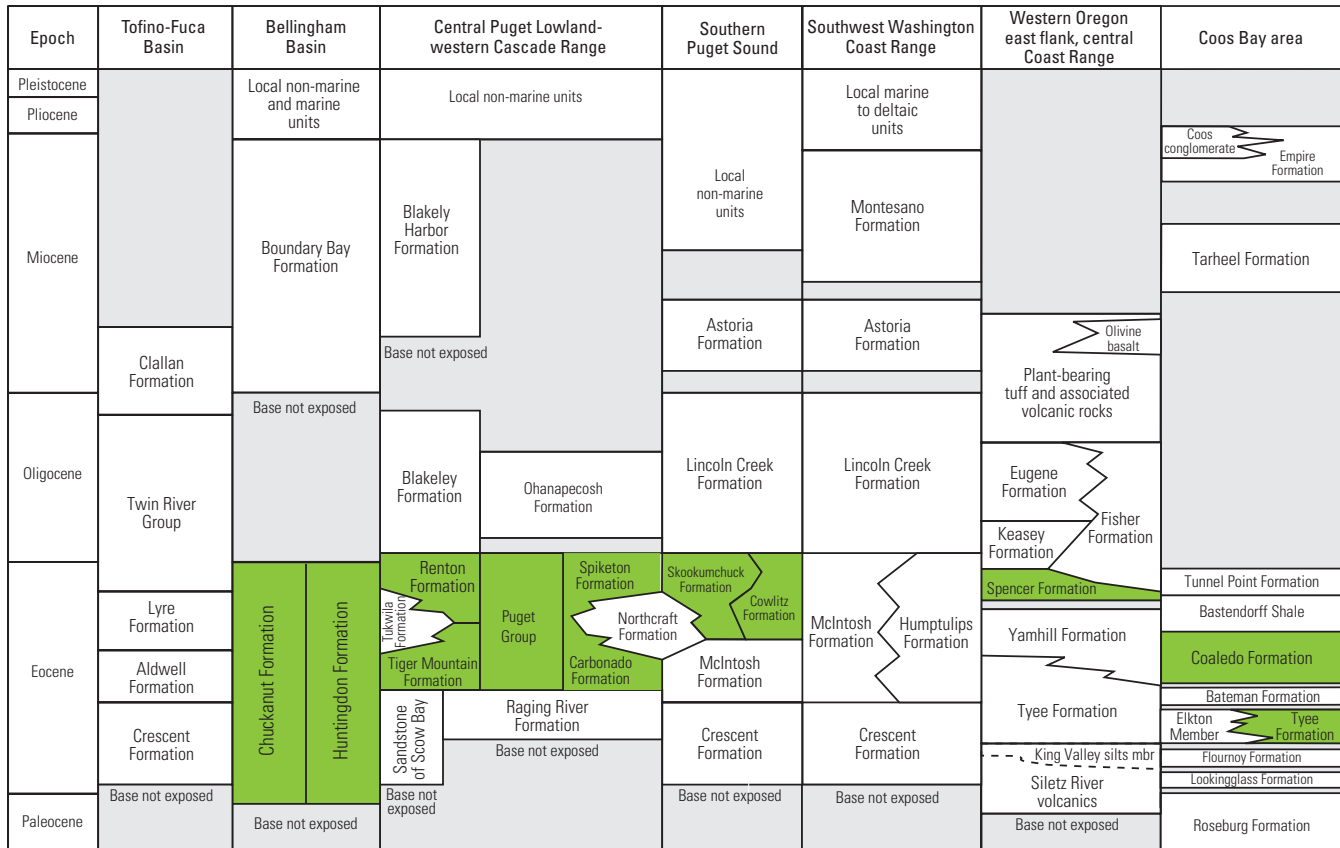 Epoch
Tofino-Fuca
Basin
Bellingham
Basin
Central Puget Lowland-
western Cascade Range
Southern
Puget Sound
Southwest Washington
Coast Range
Western Oregon
east flank, central
Coast Range
Coos Bay area
Pleistocene
Pliocene
Miocene
Oligocene
Eocene
Paleocene
Clallan
Formation
Twin River
Group
Lyre
Formation
Aldwell
Formation
Crescent
Formation
Base not exposed
Local non-marine
and marine
units
Boundary Bay
Formation
Base not exposed
Chuckanut Formation
Huntingdon Formation
Base not exposed
Local non-marine units
Blakely
Harbor
Formation
Base not exposed
Blakeley
Formation
Ohanapecosh
Formation
Renton
Formation
Tukwila
Formation
Tiger Mountain
Formation
Puget
Group
Spiketon
Formation
Northcraft
Formation
Carbonado
Formation
Sandstone
of Scow Bay
Raging River
Formation
Base not exposed
Base not
exposed
Local
non-marine
units
Astoria
Formation
Lincoln Creek
Formation
Skookumchuck
Formation
Cowlitz
Formation
McIntosh
Formation
Crescent
Formation
Base not exposed
Local marine
to deltaic
units
Montesano
Formation
Astoria
Formation
Lincoln Creek
Formation
McIntosh
Formation
Humptulips
Formation
Crescent
Formation
Base not exposed
Olivine
basalt
Plant-bearing
tuff and associated
volcanic rocks
Eugene
Formation
Fisher
Formation
Keasey
Formation
Spencer Formation
Yamhill Formation
Tyee Formation
King Valley silts mbr
Siletz River
volcanics
Base not exposed
Coos
conglomerate
Empire
Formation
Tarheel Formation
Tunnel Point Formation
Bastendorff Shale
Coaledo Formation
Bateman Formation
Elkton
Member
Tyee
Formation
Flournoy Formation
Lookingglass Formation
Roseburg Formation